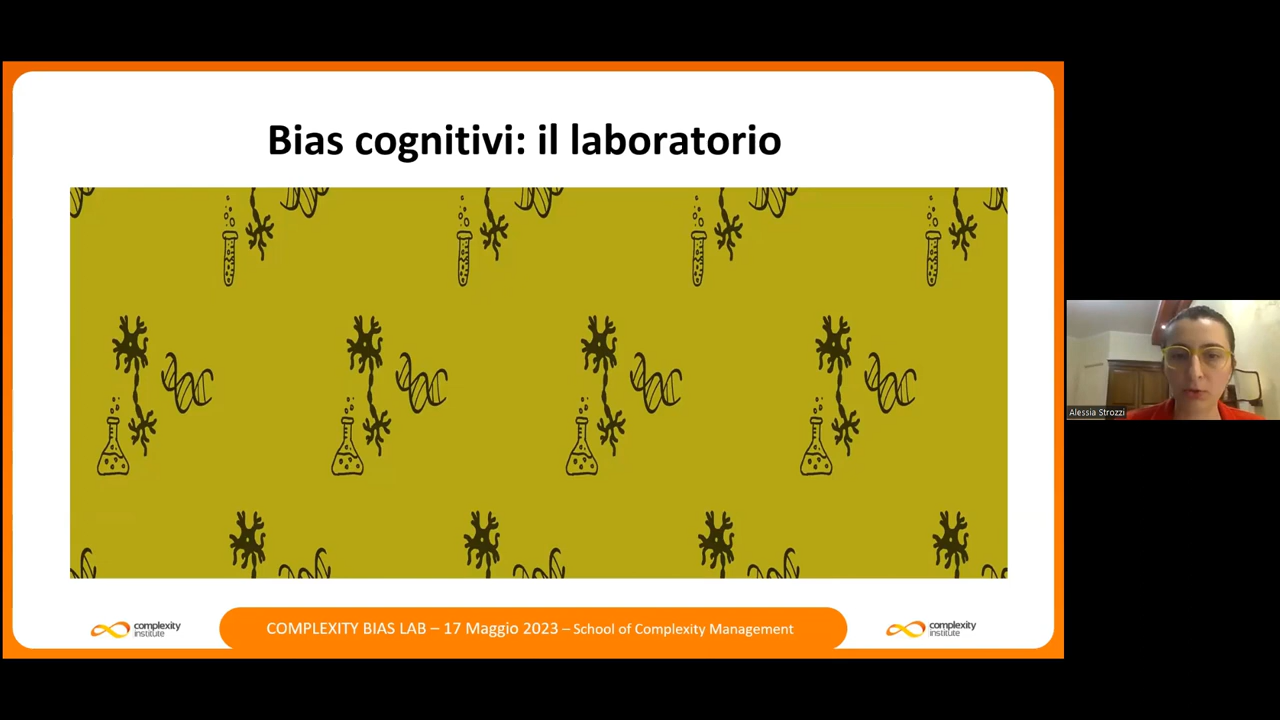 Bias cognitivi: il laboratorio
complexity
institute
COMPLEXITY BIAS LAB – 17 Maggio 2023 – School of Complexity Management
complexity
institute
Alessia Strozzi